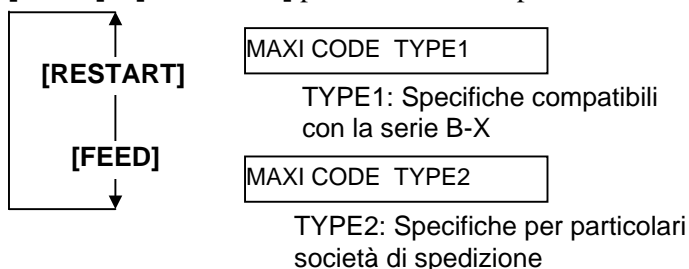 MAXI CODE TYPE1
[RESTART]
TYPE1: Specifiche compatibili
con la serie B-X
[FEED]
MAXI CODE TYPE2
TYPE2: Specifiche per particolari
società di spedizione